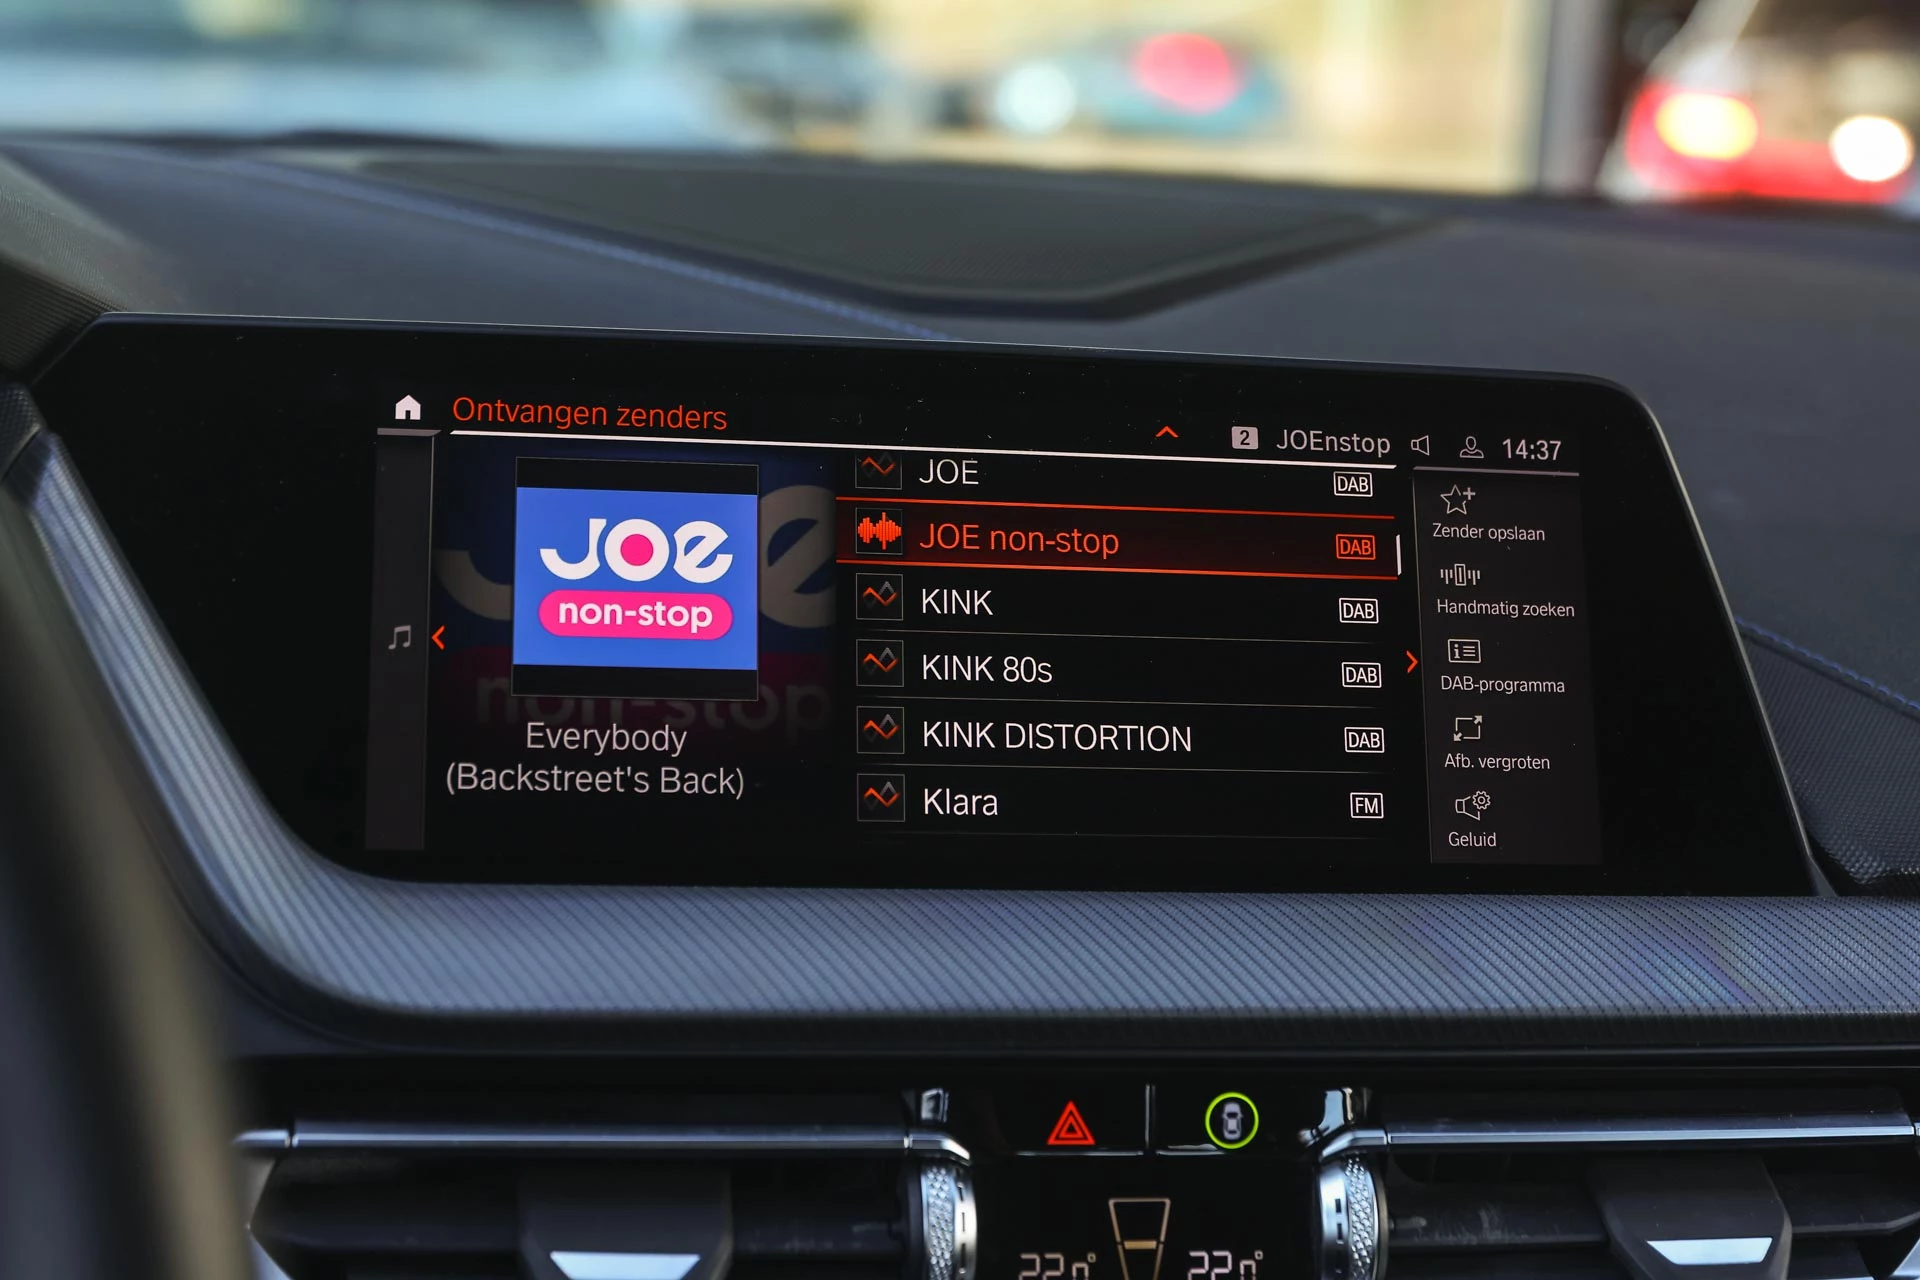 Ontvangen zenders
2 JOEnstop 14:37
JOE
non-stop
Everybody
(Backstreet's Back)
JOE DAB
JOE non-stop DAB
KINK DAB
KINK 80s DAB
KINK DISTORTION DAB
Klara FM
Zender opslaan
Handmatig zoeken
DAB-programma
Afb. vergroten
Geluid